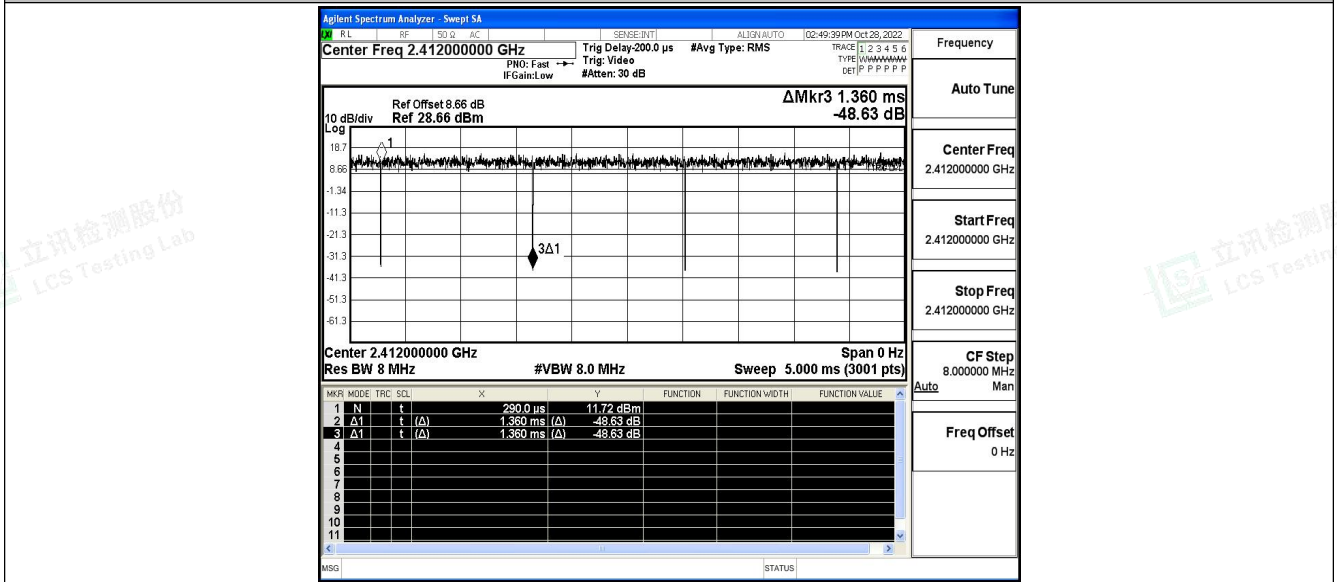 Agilent Spectrum Analyzer - Swept SA
LXI RL RF 50 Ω AC SENSE:INT ALIGN AUTO 02:49:39 PM Oct 28, 2022
Center Freq 2.412000000 GHz
PNO: Fast
IFGain:Low
Trig Delay-200.0 µs
Trig: Video
#Atten: 30 dB
#Avg Type: RMS
TRACE 1 2 3 4 5 6
TYPE WWWWWW
DET P P P P P P
Frequency
Auto Tune
Center Freq
2.412000000 GHz
Start Freq
2.412000000 GHz
Stop Freq
2.412000000 GHz
CF Step
8.000000 MHz
Auto Man
Freq Offset
0 Hz
ΔMkr3 1.360 ms
-48.63 dB
Ref Offset 8.66 dB
10 dB/div Ref 28.66 dBm
Log
18.7
8.66
-1.34
-11.3
-21.3
-31.3
-41.3
-51.3
-61.3
1
3Δ1
Center 2.412000000 GHz Span 0 Hz
Res BW 8 MHz #VBW 8.0 MHz Sweep 5.000 ms (3001 pts)
MKR MODE TRC SCL X Y FUNCTION FUNCTION WIDTH FUNCTION VALUE
1 N t 290.0 µs 11.72 dBm
2 Δ1 t (Δ) 1.360 ms (Δ) -48.63 dB
3 Δ1 t (Δ) 1.360 ms (Δ) -48.63 dB
4
5
6
7
8
9
10
11
MSG STATUS
立讯检测股份
LCS Testing Lab
立讯检测股
LCS Testin